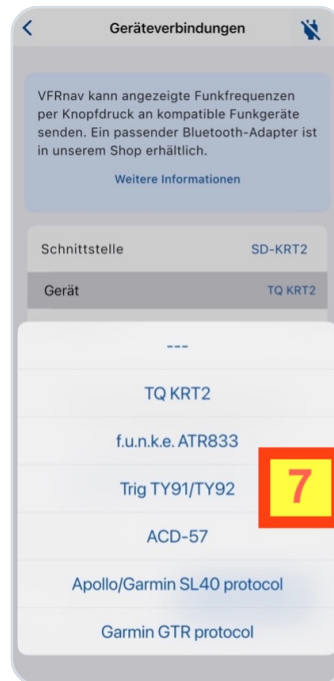 Geräteverbindungen
VFRnav kann angezeigte Funkfrequenzen
per Knopfdruck an kompatible Funkgeräte
senden. Ein passender Bluetooth-Adapter ist
in unserem Shop erhältlich.
Weitere Informationen
Schnittstelle SD-KRT2
Gerät TQ KRT2
---
TQ KRT2
f.u.n.k.e. ATR833
Trig TY91/TY92
7
ACD-57
Apollo/Garmin SL40 protocol
Garmin GTR protocol